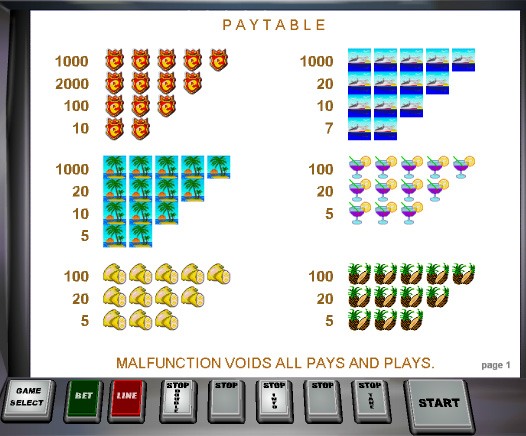 PAYTABLE
1000
2000
100
10
1000
20
10
7
1000
20
10
5
100
20
5
100
20
5
100
20
5
MALFUNCTION VOIDS ALL PAYS AND PLAYS.
page 1
GAME SELECT
BET
LINE
STOP DOUBLE
STOP
STOP INFO
STOP
STOP TAKE
START